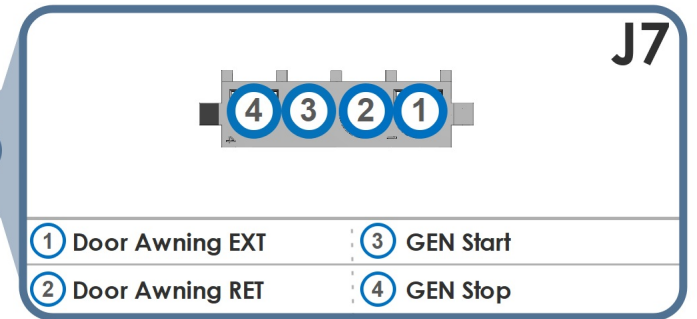 J7
4 3 2 1
1 Door Awning EXT 3 GEN Start
2 Door Awning RET 4 GEN Stop